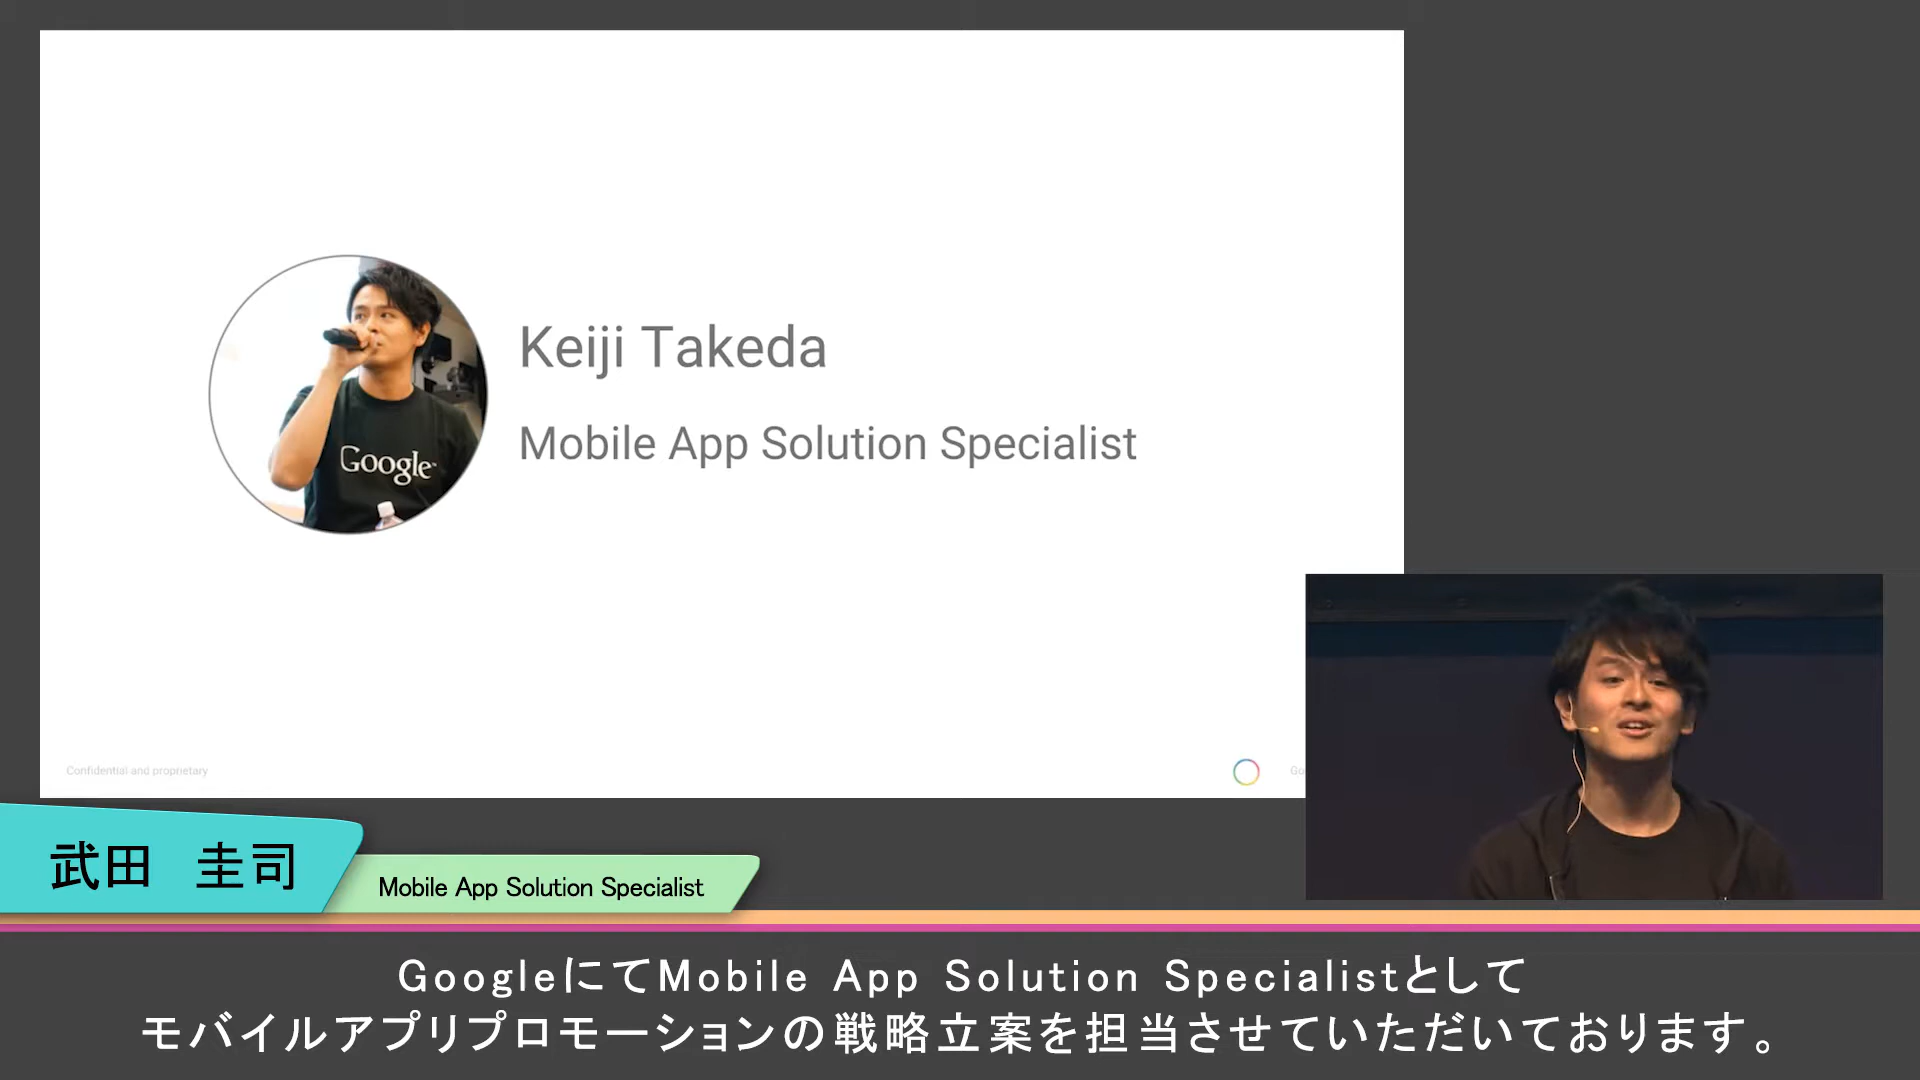 Keiji Takeda
Mobile App Solution Specialist
Google
Confidential and proprietary
武田 圭司
Mobile App Solution Specialist
GoogleにてMobile App Solution Specialistとして
モバイルアプリプロモーションの戦略立案を担当させていただいております。